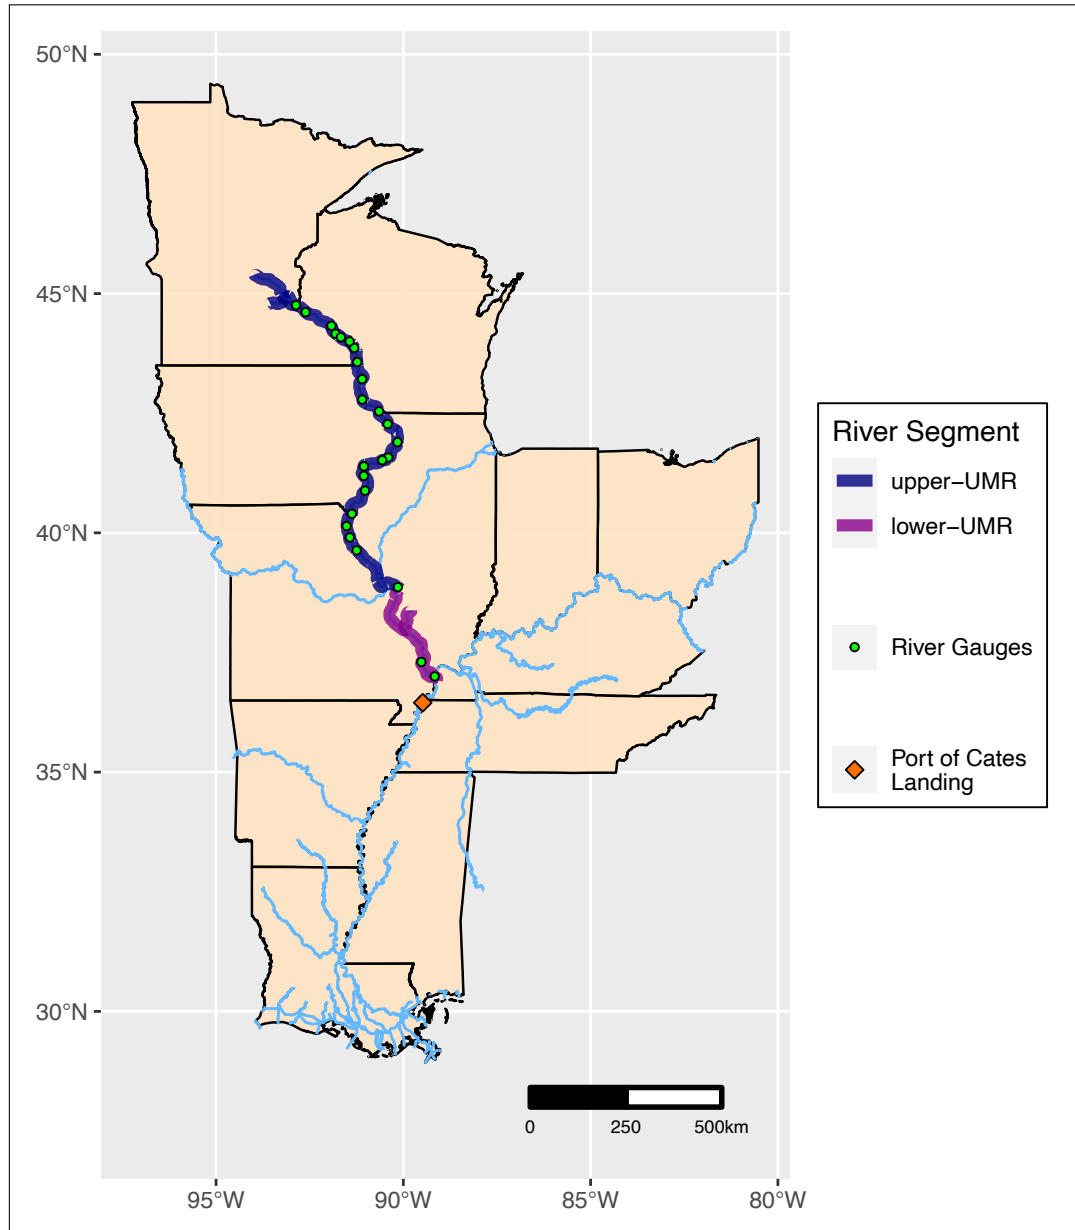 50°N
45°N
40°N
35°N
30°N
95°W
90°W
85°W
80°W
0
250
500km
River Segment
upper−UMR
lower−UMR
River Gauges
Port of Cates
Landing